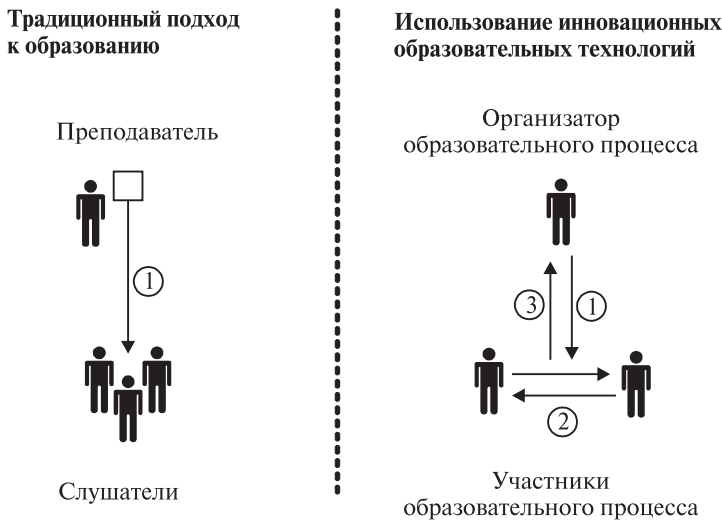 Традиционный подход
к образованию
Преподаватель
1
Слушатели
Использование инновационных
образовательных технологий
Организатор
образовательного процесса
3
1
2
Участники
образовательного процесса